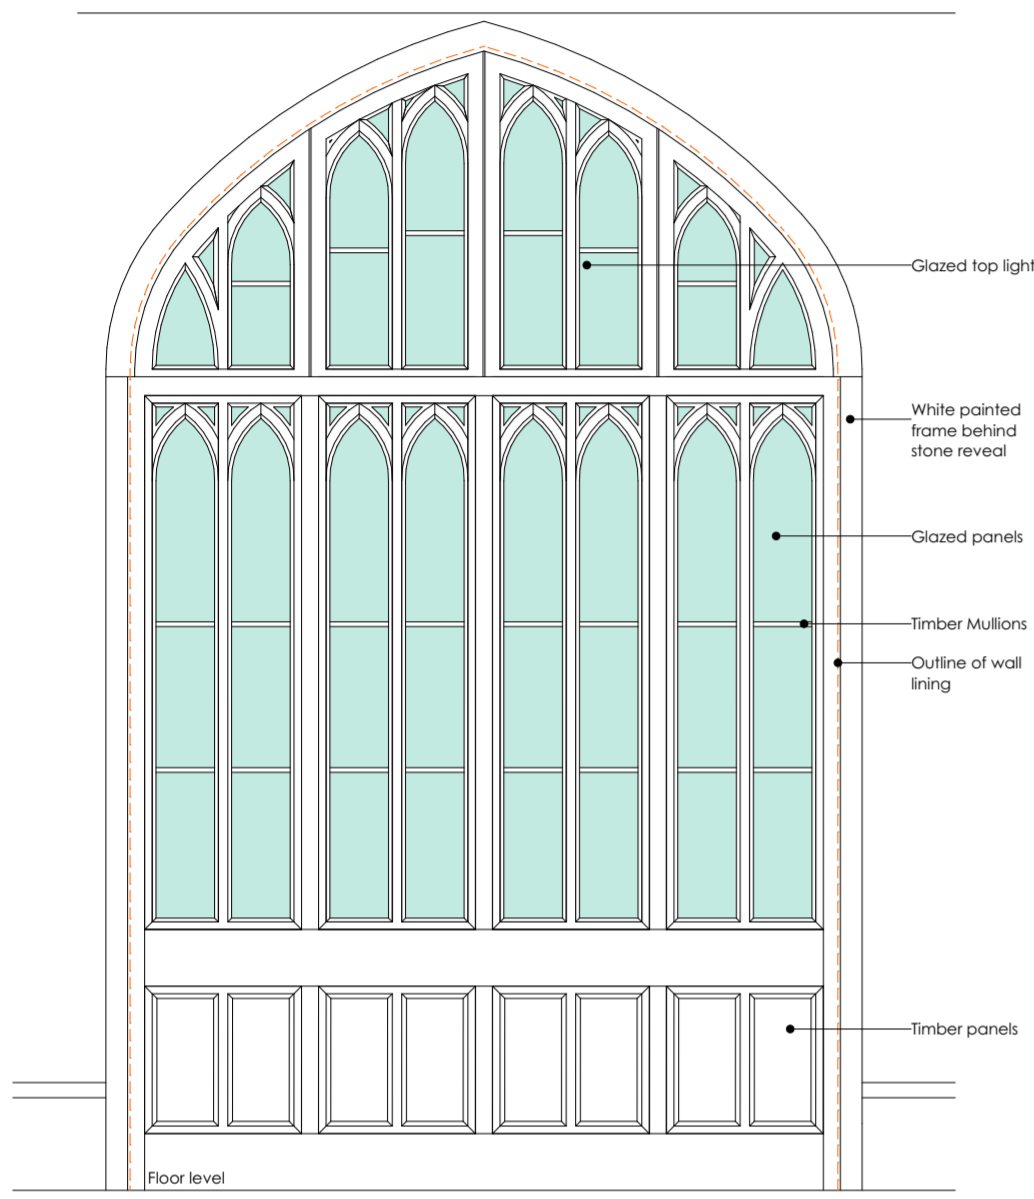 Glazed top light
White painted
frame behind
stone reveal
Glazed panels
Timber Mullions
Outline of wall
lining
Timber panels
Floor level